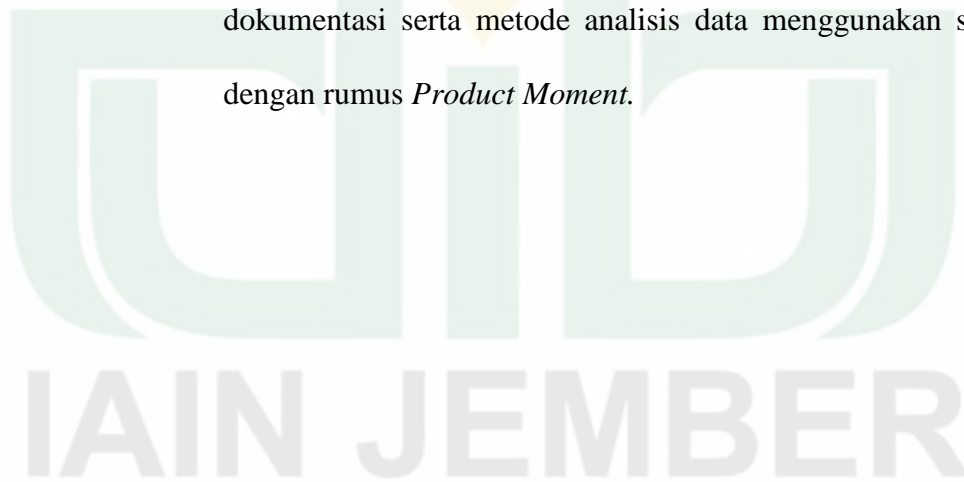 dokumentasi serta metode analisis data menggunakan
dengan rumus Product Moment.
IAIN JEMBER